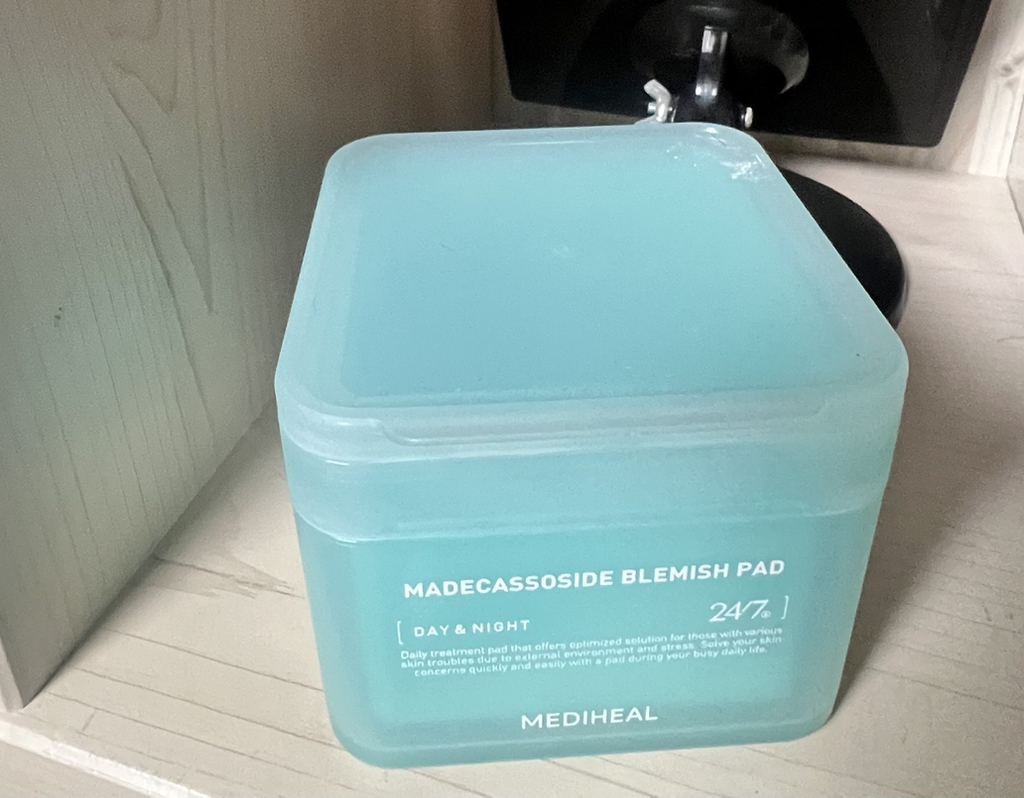 MADECASSOSIDE BLEMISH PAD
[ DAY & NIGHT 24/7® ]
Daily treatment pad that offers optimized solution for those with various
skin troubles due to external environment and stress. Solve your skin
concerns quickly and easily with a pad during your busy daily life.
MEDIHEAL